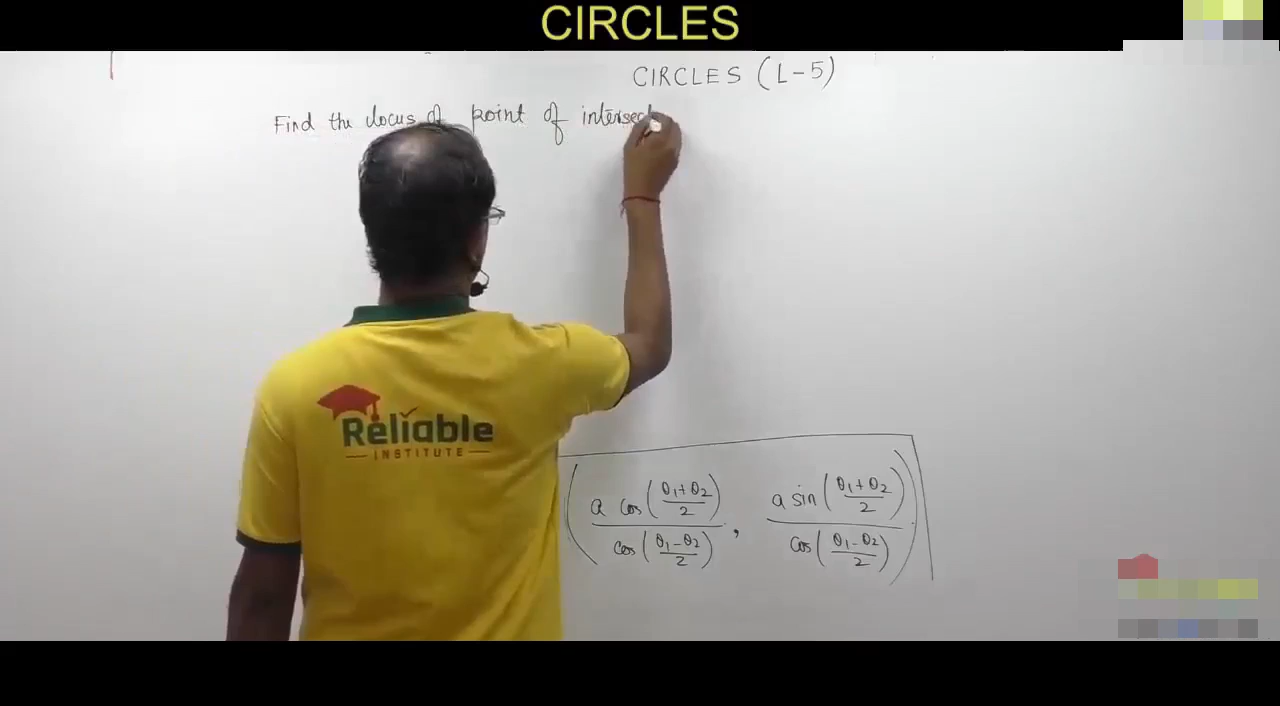 CIRCLES
CIRCLES (L-5)
Find the locus of point of intersect
Reliable
INSTITUTE
( a cos((θ₁+θ₂)/2) / cos((θ₁-θ₂)/2) , a sin((θ₁+θ₂)/2) / cos((θ₁-θ₂)/2) )